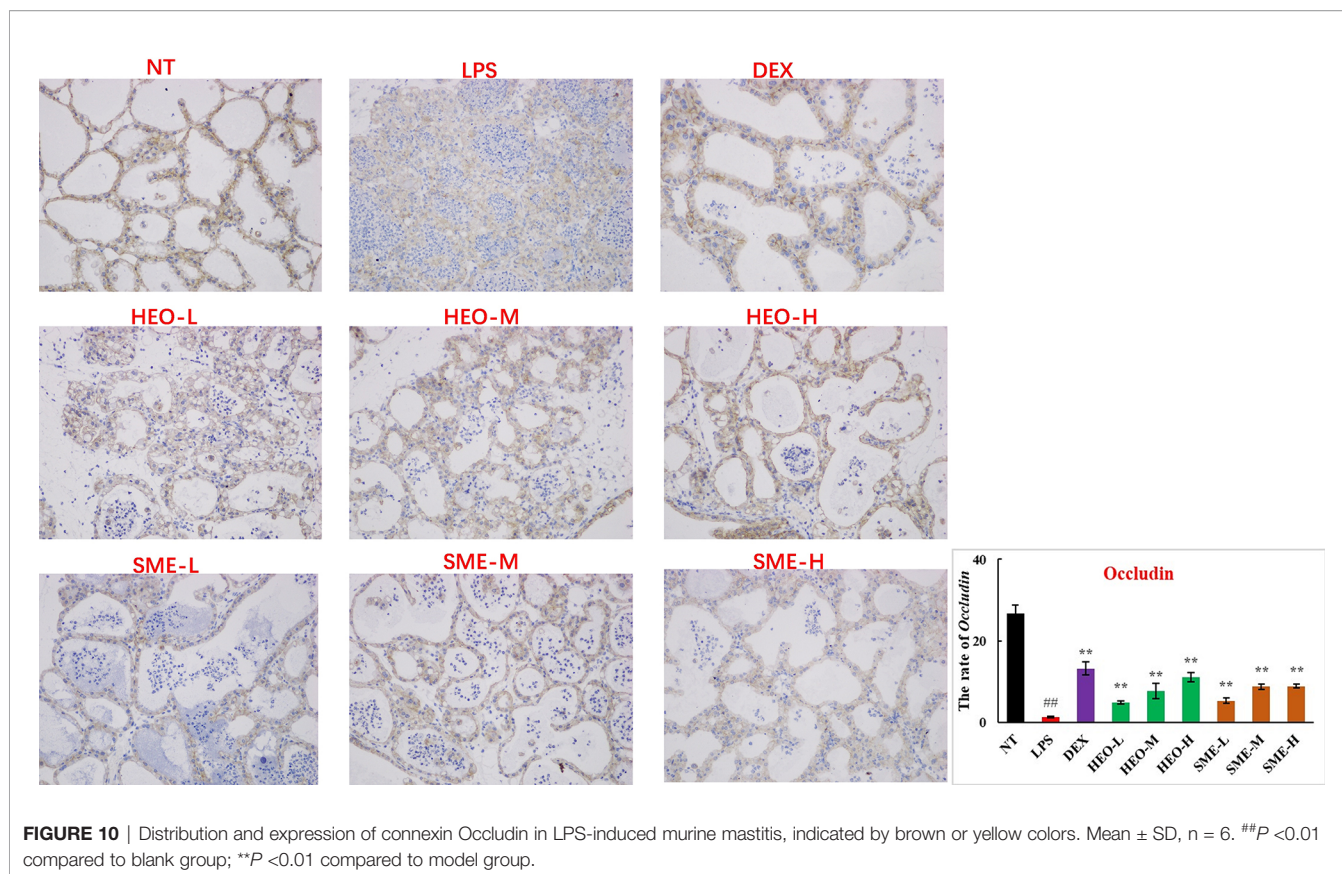 NT
LPS
DEX
HEO-L
HEO-M
HEO-H
SME-L
SME-M
SME-H
Occludin
The rate of Occludin
40
20
0
##
**
**
**
**
**
**
**
NT
LPS
DEX
HEO-L
HEO-M
HEO-H
SME-L
SME-M
SME-H
FIGURE 10 | Distribution and expression of connexin Occludin in LPS-induced murine mastitis, indicated by brown or yellow colors. Mean ± SD, n = 6. ##P <0.01
compared to blank group; **P <0.01 compared to model group.